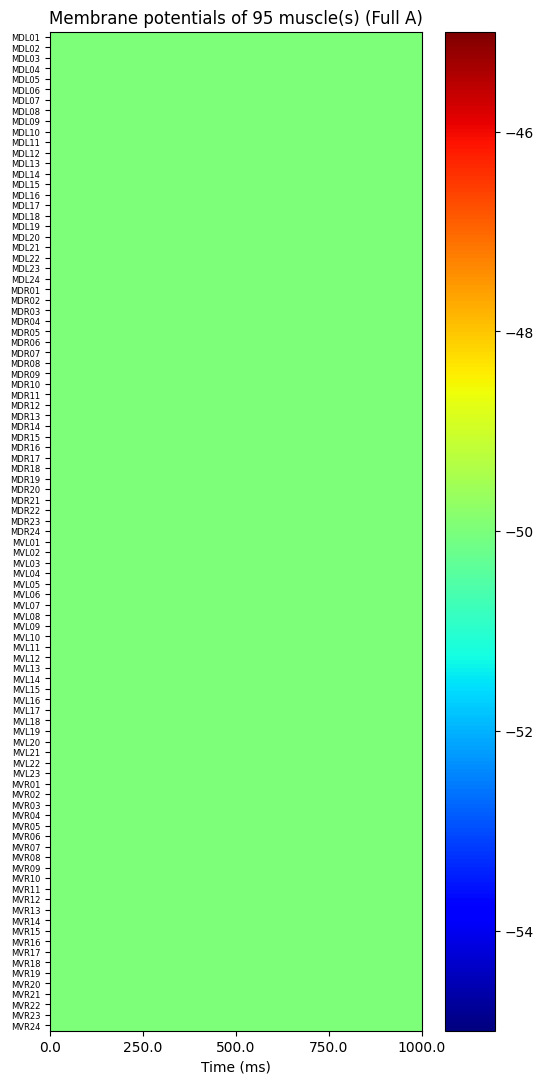 Membrane potentials of 95 muscle(s) (Full A)
MDL01
MDL02
MDL03
MDL04
MDL05
MDL06
MDL07
MDL08
MDL09
MDL10
MDL11
MDL12
MDL13
MDL14
MDL15
MDL16
MDL17
MDL18
MDL19
MDL20
MDL21
MDL22
MDL23
MDL24
MDR01
MDR02
MDR03
MDR04
MDR05
MDR06
MDR07
MDR08
MDR09
MDR10
MDR11
MDR12
MDR13
MDR14
MDR15
MDR16
MDR17
MDR18
MDR19
MDR20
MDR21
MDR22
MDR23
MDR24
MVL01
MVL02
MVL03
MVL04
MVL05
MVL06
MVL07
MVL08
MVL09
MVL10
MVL11
MVL12
MVL13
MVL14
MVL15
MVL16
MVL17
MVL18
MVL19
MVL20
MVL21
MVL22
MVL23
MVR01
MVR02
MVR03
MVR04
MVR05
MVR06
MVR07
MVR08
MVR09
MVR10
MVR11
MVR12
MVR13
MVR14
MVR15
MVR16
MVR17
MVR18
MVR19
MVR20
MVR21
MVR22
MVR23
MVR24
0.0 250.0 500.0 750.0 1000.0
Time (ms)
−46
−48
−50
−52
−54